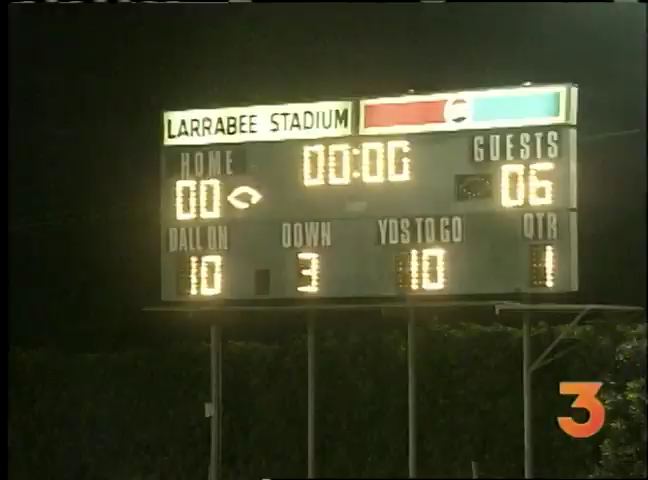 LARRABEE STADIUM
HOME 00:00 GUESTS
00 06
BALL ON DOWN YDS TO GO QTR
10 3 10 1
3